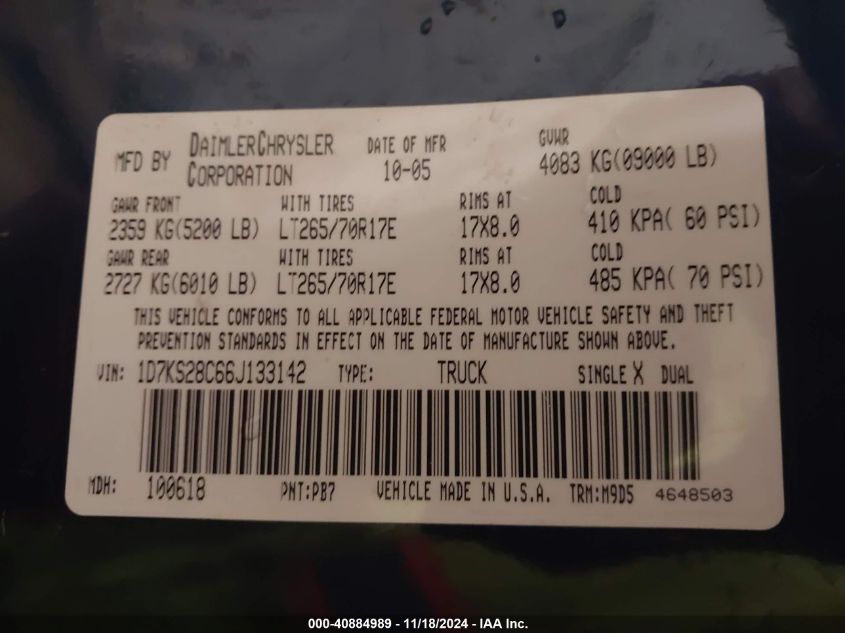 MFD BY DAIMLERCHRYSLER CORPORATION DATE OF MFR 10-05 GVWR 4083 KG(09000 LB)
GAWR FRONT WITH TIRES RIMS AT COLD
2359 KG(5200 LB) LT265/70R17E 17X8.0 410 KPA( 60 PSI)
GAWR REAR WITH TIRES RIMS AT COLD
2727 KG(6010 LB) LT265/70R17E 17X8.0 485 KPA( 70 PSI)
THIS VEHICLE CONFORMS TO ALL APPLICABLE FEDERAL MOTOR VEHICLE SAFETY AND THEFT
PREVENTION STANDARDS IN EFFECT ON THE DATE OF MANUFACTURE SHOWN ABOVE.
VIN: 1D7KS28C66J133142 TYPE: TRUCK SINGLE X DUAL
MDH: 100618 PNT:PB7 VEHICLE MADE IN U.S.A. TRM:M9D5 4648503
000-40884989 - 11/18/2024 - IAA Inc.